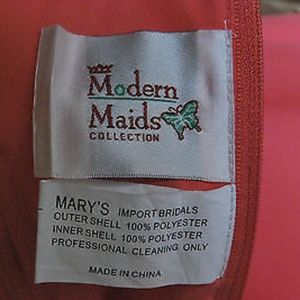 Modern
Maids
COLLECTION
MARY'S IMPORT BRIDALS
OUTER SHELL 100% POLYESTER
INNER SHELL 100% POLYESTER
PROFESSIONAL CLEANING ONLY
MADE IN CHINA